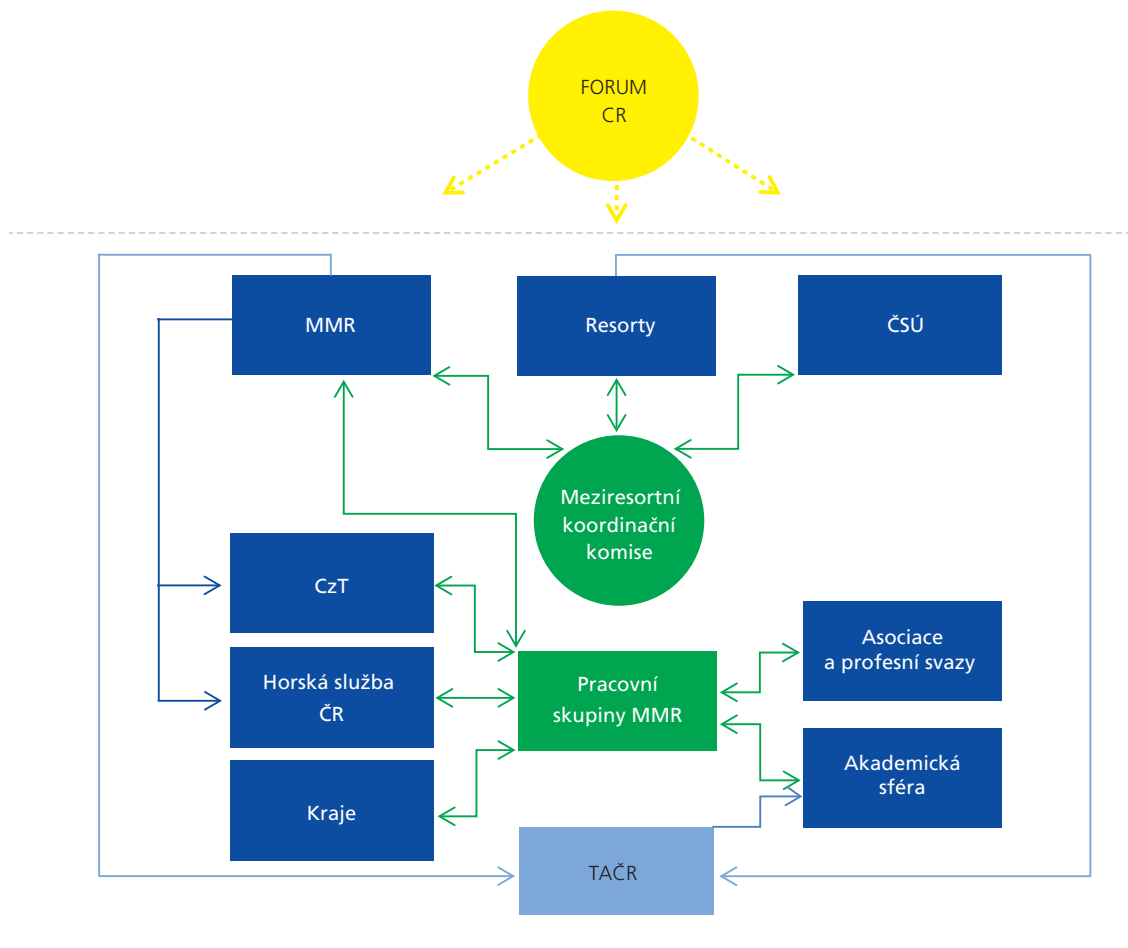 FORUM
CR
MMR
Resorty
ČSÚ
Meziresortní
koordinační
komise
CzT
Asociace
a profesní svazy
Horská služba
ČR
Pracovní
skupiny MMR
Akademická
sféra
Kraje
TAČR